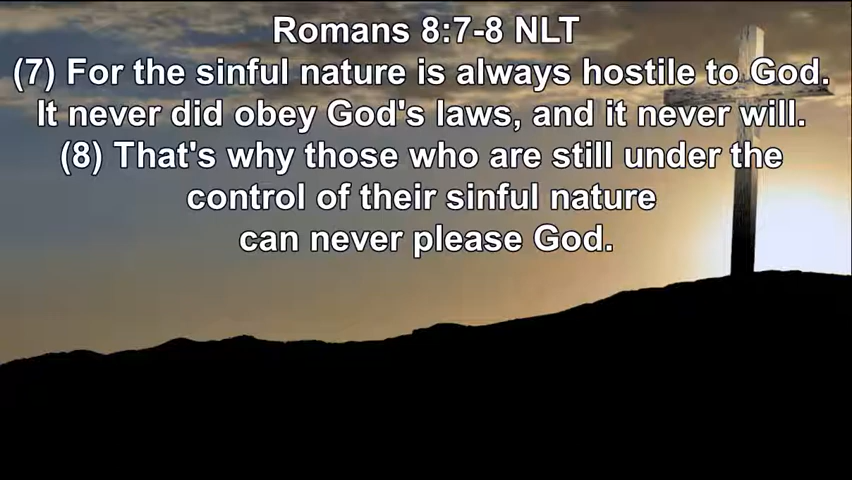 Romans 8:7-8 NLT
(7) For the sinful nature is always hostile to God.
It never did obey God's laws, and it never will.
(8) That's why those who are still under the
control of their sinful nature
can never please God.